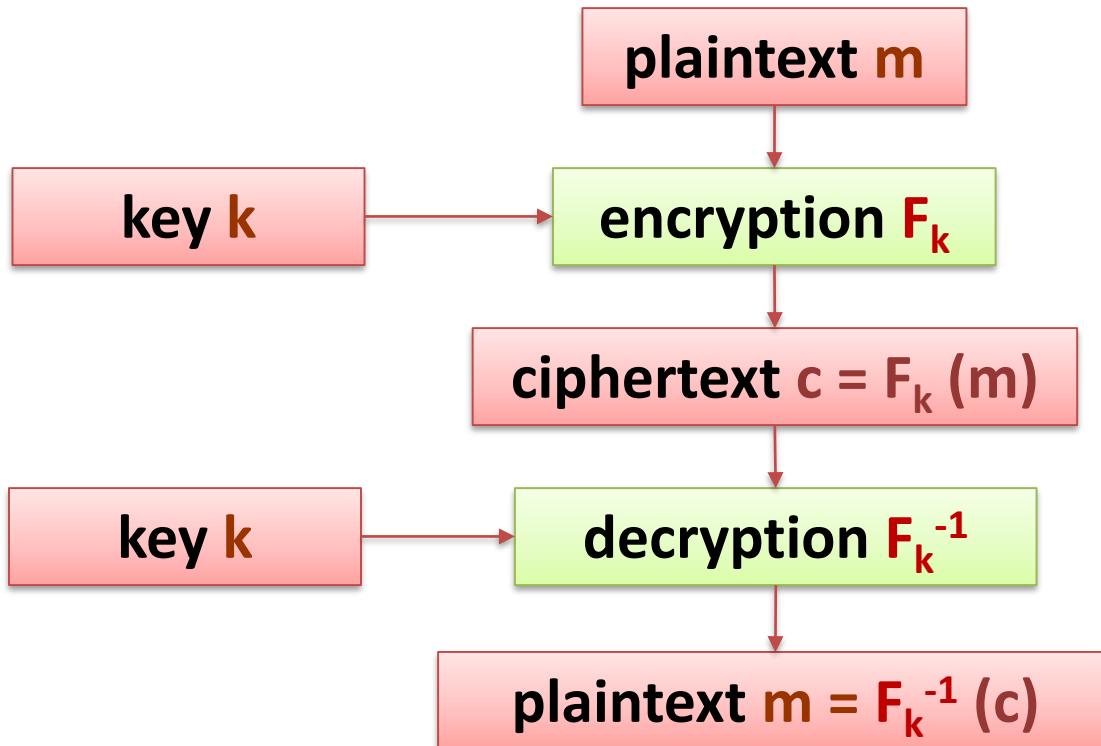 plaintext m
key k
encryption Fₖ
ciphertext c = Fₖ (m)
key k
decryption Fₖ⁻¹
plaintext m = Fₖ⁻¹ (c)